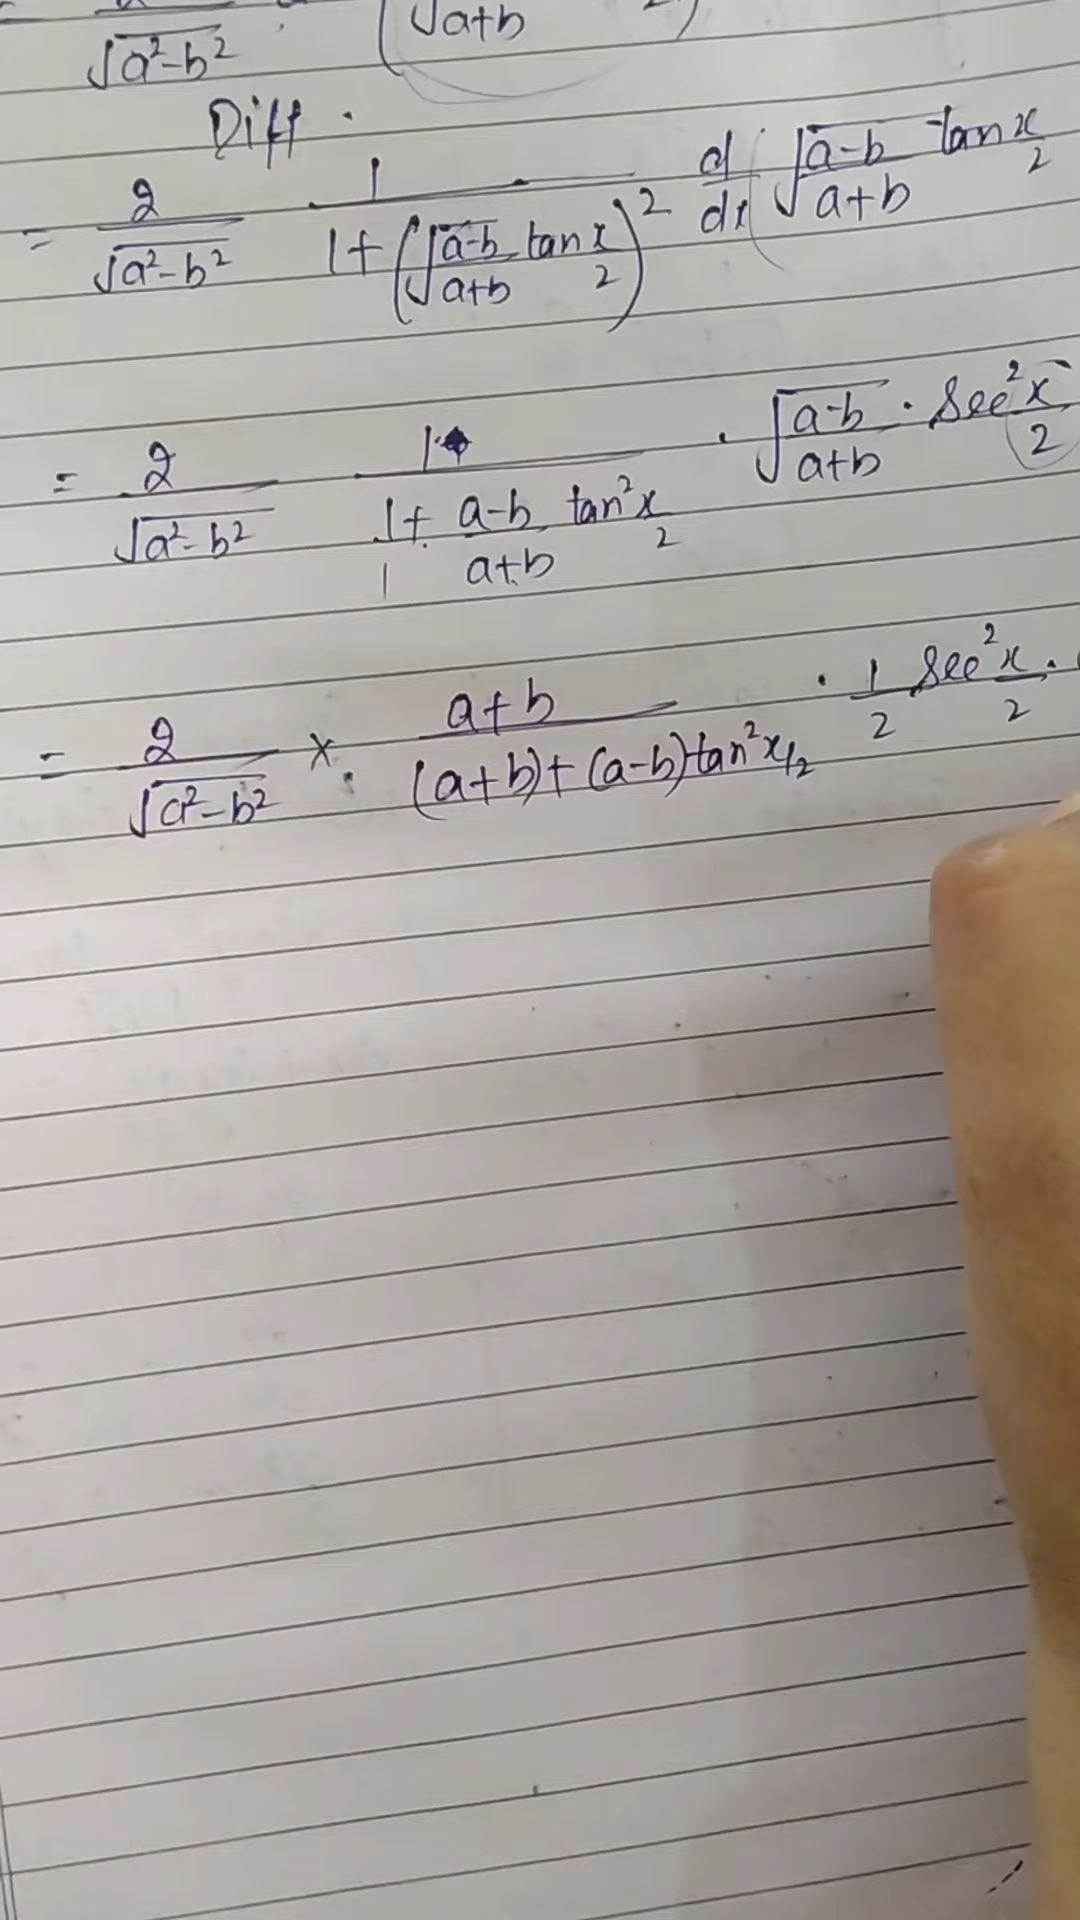 √a²-b² (√a+b 2)
Diff.
= 2/√a²-b² 1/1+(√a-b/a+b tan x/2)² d/dx (√a-b/a+b tan x/2
= 2/√a²-b² 1/1+ a-b/a+b tan² x/2 . √a-b/a+b . Sec² x/2
= 2/√a²-b² × a+b/(a+b)+(a-b)tan² x/2 . 1/2 Sec² x/2 .